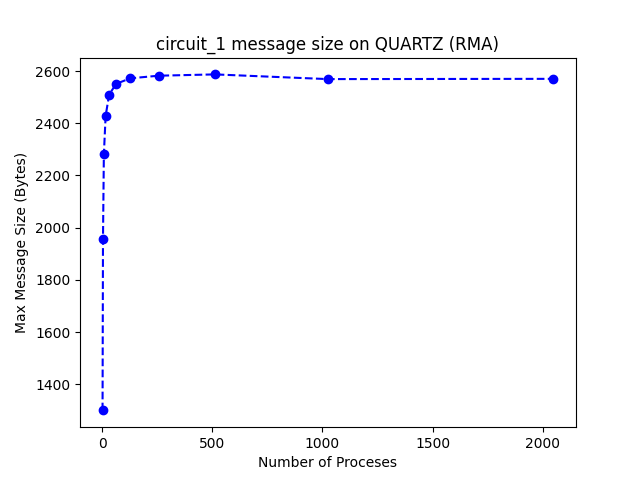 circuit_1 message size on QUARTZ (RMA)
2600
2400
2200
2000
1800
1600
1400
Max Message Size (Bytes)
0 500 1000 1500 2000
Number of Proceses